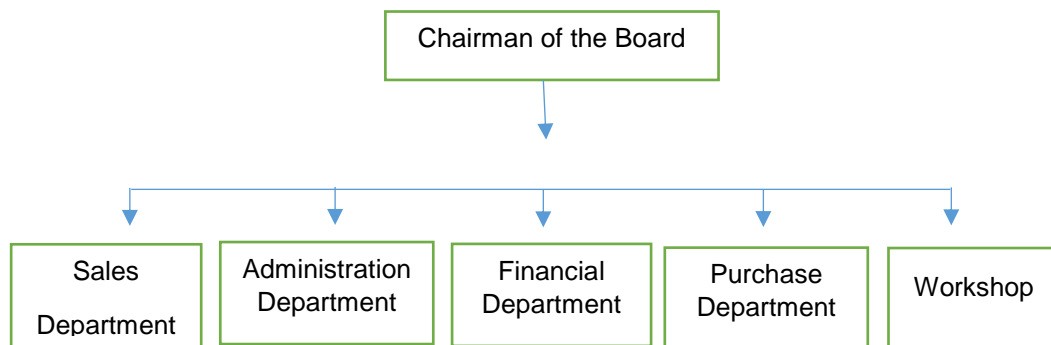 Chairman of the Board
Sales
Department
Administration
Department
Financial
Department
Purchase
Department
Workshop